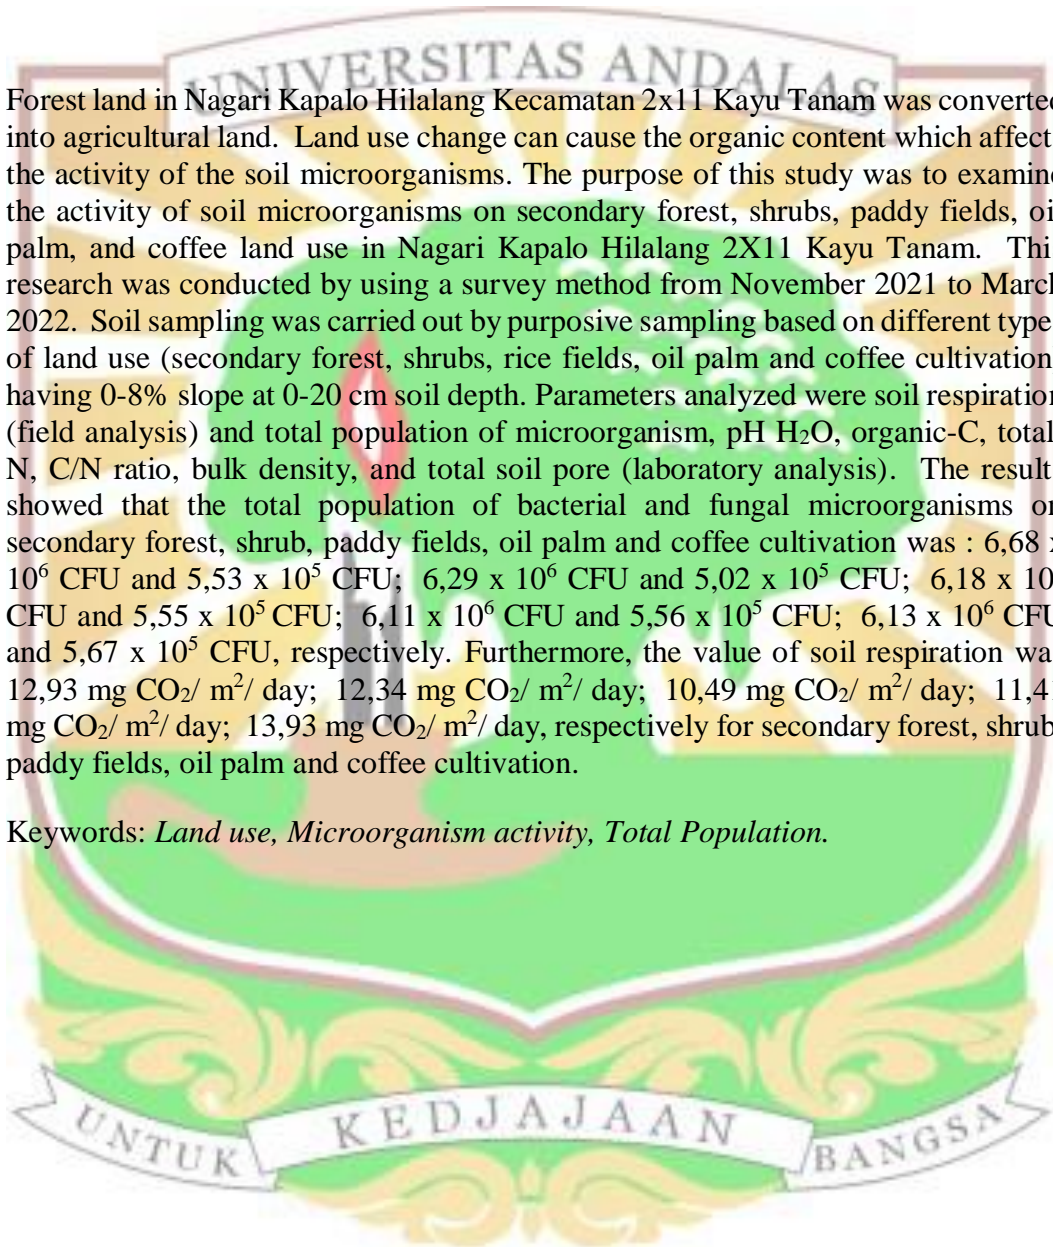 UNIVERSITAS ANDALAS
Forest land in Nagari Kapalo Hilalang Kecamatan 2x11 Kayu Tanam was converted
into agricultural land. Land use change can cause the organic content which affect
the activity of the soil microorganisms. The purpose of this study was to examine
the activity of soil microorganisms on secondary forest, shrubs, paddy fields, oi
palm, and coffee land use in Nagari Kapalo Hilalang 2X11 Kayu Tanam. Thi
research was conducted by using a survey method from November 2021 to March
2022. Soil sampling was carried out by purposive sampling based on different type
of land use (secondary forest, shrubs, rice fields, oil palm and coffee cultivation
having 0-8% slope at 0-20 cm soil depth. Parameters analyzed were soil respiration
(field analysis) and total population of microorganism, pH H₂O, organic-C, total
N, C/N ratio, bulk density, and total soil pore (laboratory analysis). The result
showed that the total population of bacterial and fungal microorganisms on
secondary forest, shrub, paddy fields, oil palm and coffee cultivation was : 6,68 x
10⁶ CFU and 5,53 x 10⁵ CFU; 6,29 x 10⁶ CFU and 5,02 x 10⁵ CFU; 6,18 x 10
CFU and 5,55 x 10⁵ CFU; 6,11 x 10⁶ CFU and 5,56 x 10⁵ CFU; 6,13 x 10⁶ CFU
and 5,67 x 10⁵ CFU, respectively. Furthermore, the value of soil respiration wa
12,93 mg CO₂/ m²/ day; 12,34 mg CO₂/ m²/ day; 10,49 mg CO₂/ m²/ day; 11,41
mg CO₂/ m²/ day; 13,93 mg CO₂/ m²/ day, respectively for secondary forest, shrub
paddy fields, oil palm and coffee cultivation.
Keywords: Land use, Microorganism activity, Total Population.
UNTUK KEDJAJAAN BANGSA